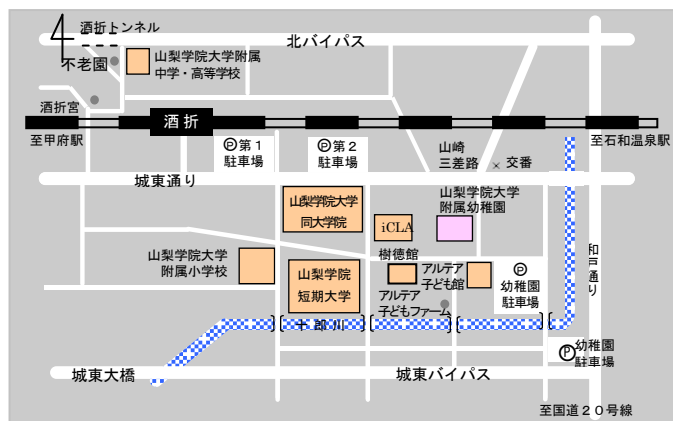 酒折トンネル
北バイパス
不老園
山梨学院大学附属
中学・高等学校
酒折宮
酒折
至甲府駅
至石和温泉駅
Ⓟ第1
駐車場
Ⓟ第2
駐車場
山崎
三差路
×交番
城東通り
山梨学院大学
同大学院
iCLA
山梨学院大学
附属幼稚園
和戸通り
山梨学院大学
附属小学校
樹徳館
山梨学院
短期大学
アルテア
子ども館
アルテア
子どもファーム
Ⓟ
幼稚園
駐車場
十郎川
Ⓟ
幼稚園
駐車場
城東大橋
城東バイパス
至国道20号線